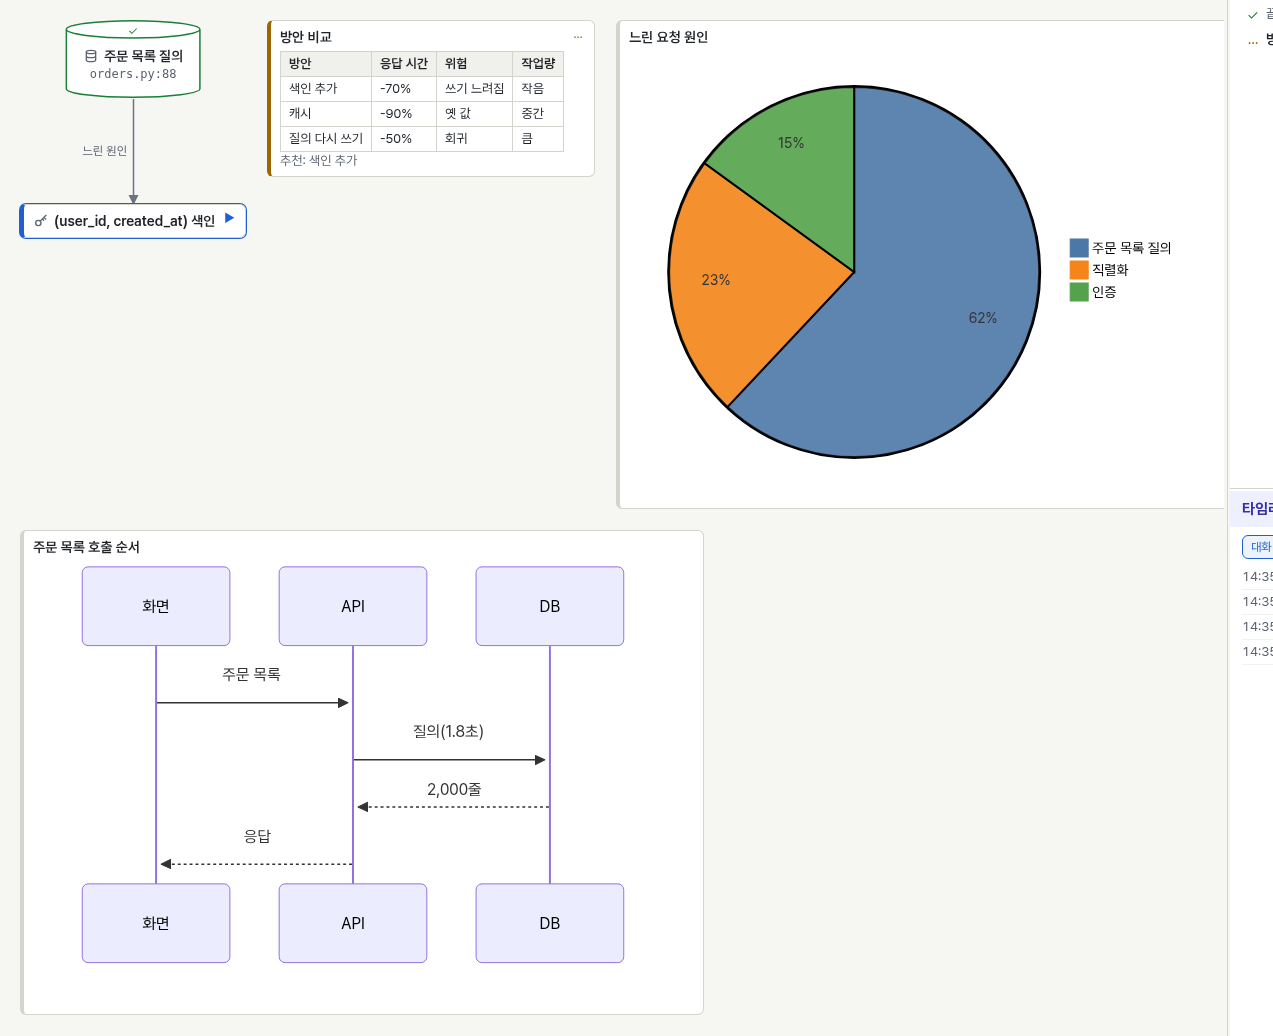 주문 목록 질의
orders.py:88
느린 원인
(user_id, created_at) 색인
방안 비교
방안 응답 시간 위험 작업량
색인 추가 -70% 쓰기 느려짐 작음
캐시 -90% 옛 값 중간
질의 다시 쓰기 -50% 회귀 큼
추천: 색인 추가
느린 요청 원인
15%
23%
62%
주문 목록 질의
직렬화
인증
주문 목록 호출 순서
화면 API DB
주문 목록
질의(1.8초)
2,000줄
응답
화면 API DB
대화
14:35
14:35
14:35
14:35